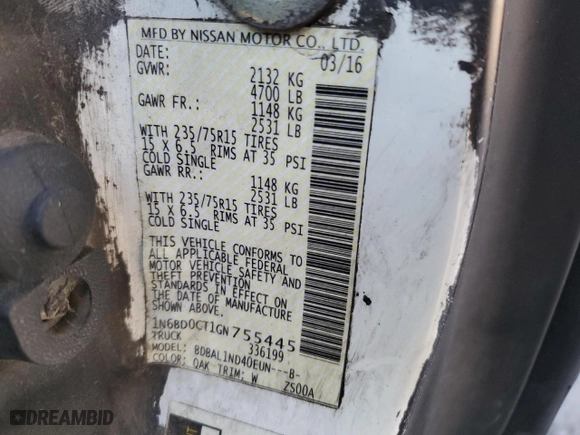 MFD BY NISSAN MOTOR CO., LTD.
DATE: 03/16
GVWR: 2132 KG
4700 LB
GAWR FR.: 1148 KG
2531 LB
WITH 235/75R15 TIRES
15 X 6.5 RIMS AT 35 PSI
COLD SINGLE
GAWR RR.: 1148 KG
2531 LB
WITH 235/75R15 TIRES
15 X 6.5 RIMS AT 35 PSI
COLD SINGLE
THIS VEHICLE CONFORMS TO
ALL APPLICABLE FEDERAL
MOTOR VEHICLE SAFETY AND
THEFT PREVENTION
STANDARDS IN EFFECT ON
THE DATE OF MANUFACTURE
SHOWN ABOVE.
1N6BD0CT1GN755445
TRUCK 336199
MODEL: BDBAL1ND40EUN---B-
COLOR: OAK TRIM: W ZS00A
DREAMBID